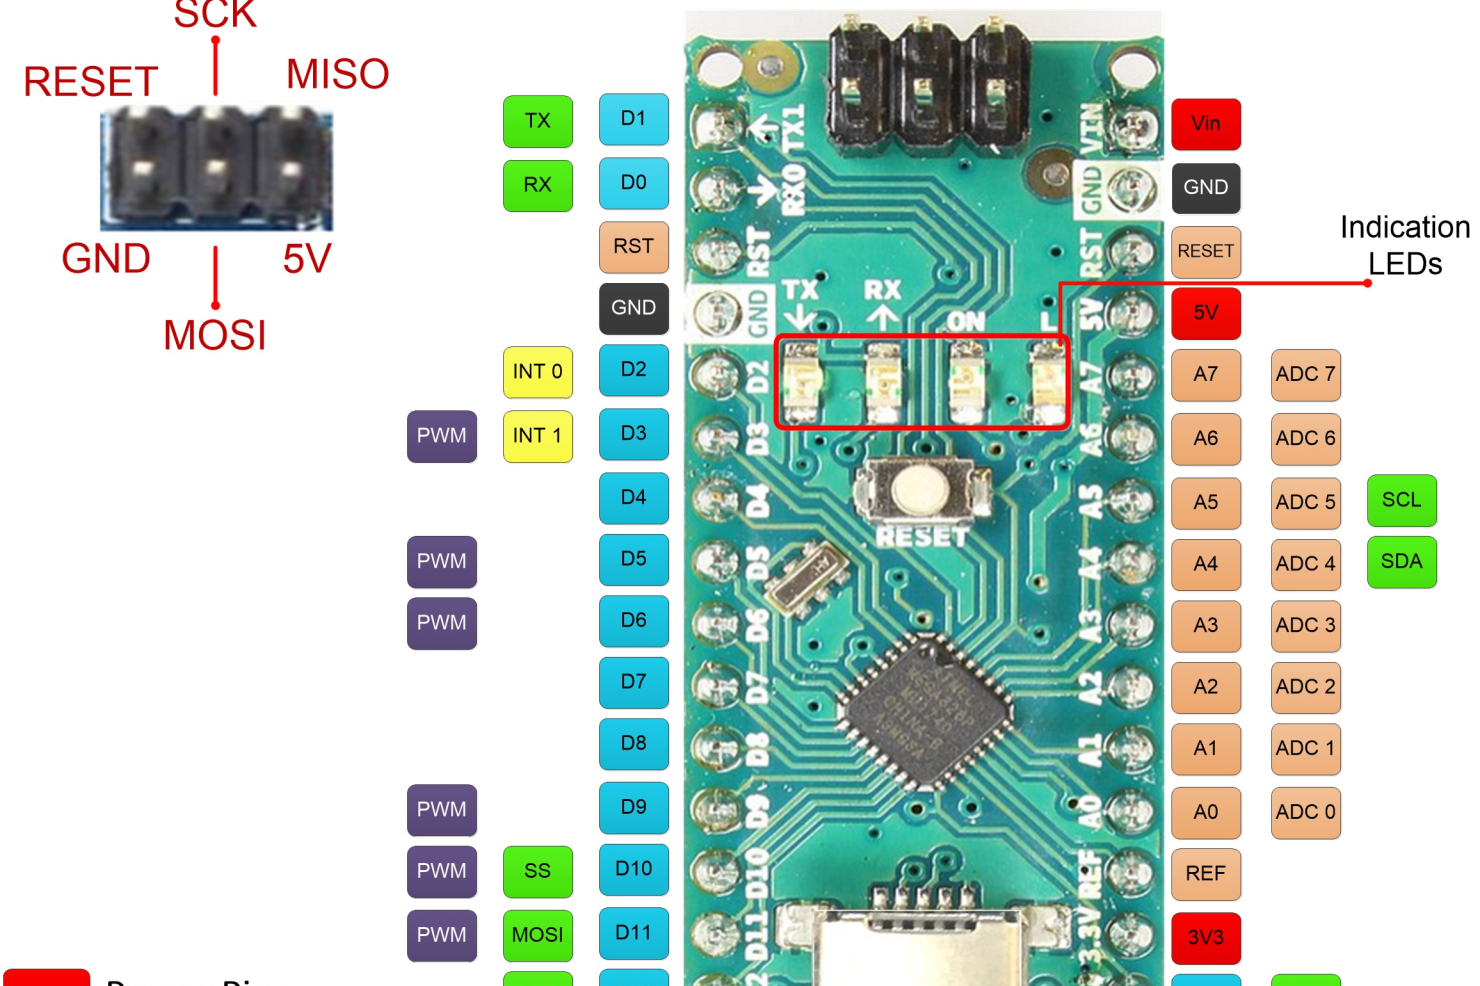 SCK
RESET
MISO
GND
5V
MOSI
TX D1 TX1 VIN Vin
RX D0 RX0 GND GND
RST RST RST RESET
Indication
LEDs
GND GND TX RX ON L 5V 5V
INT 0 D2 D2 A7 A7 ADC 7
PWM INT 1 D3 D3 A6 A6 ADC 6
D4 D4 A5 A5 ADC 5 SCL
RESET
PWM D5 D5 A4 A4 ADC 4 SDA
PWM D6 D6 A3 A3 ADC 3
D7 D7 A2 A2 ADC 2
D8 D8 A1 A1 ADC 1
PWM D9 D9 A0 A0 ADC 0
PWM SS D10 D10 REF REF
PWM MOSI D11 D11 3.3V 3V3